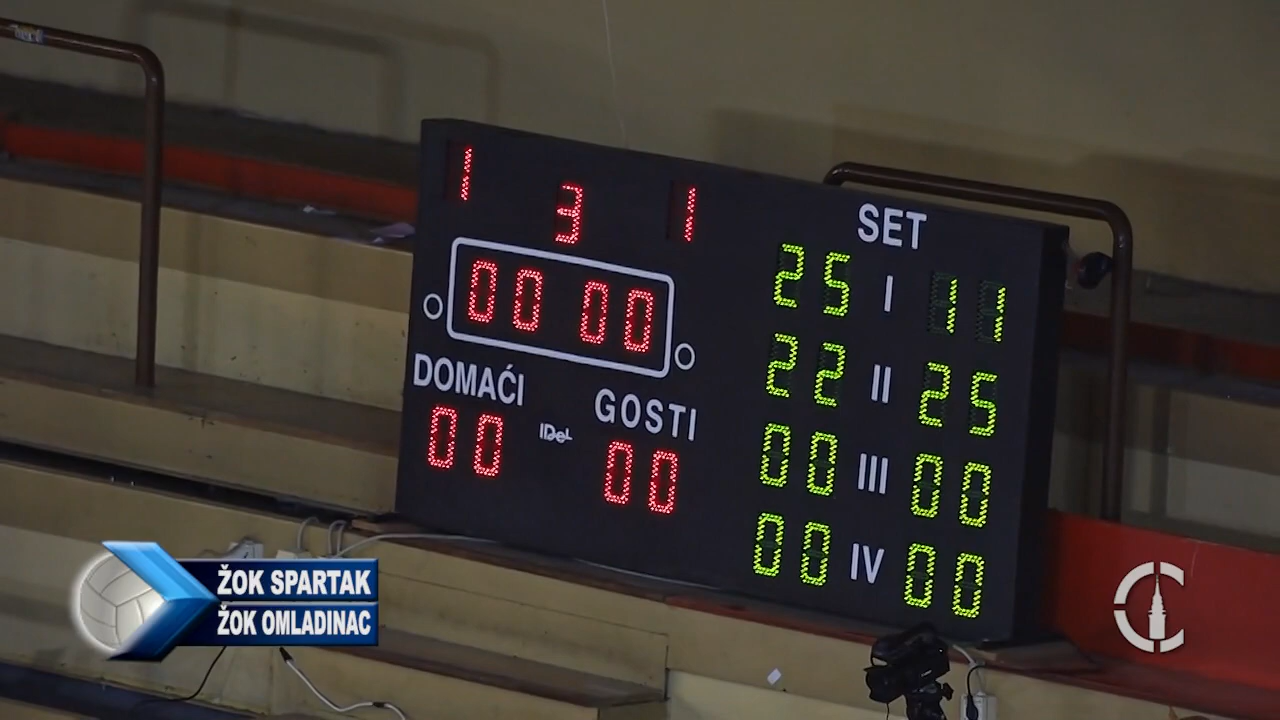 1 3 1
SET
25 I 11
00 00
22 II 25
DOMAĆI GOSTI
00 IDeL 00
00 III 00
00 IV 00
ŽOK SPARTAK
ŽOK OMLADINAC